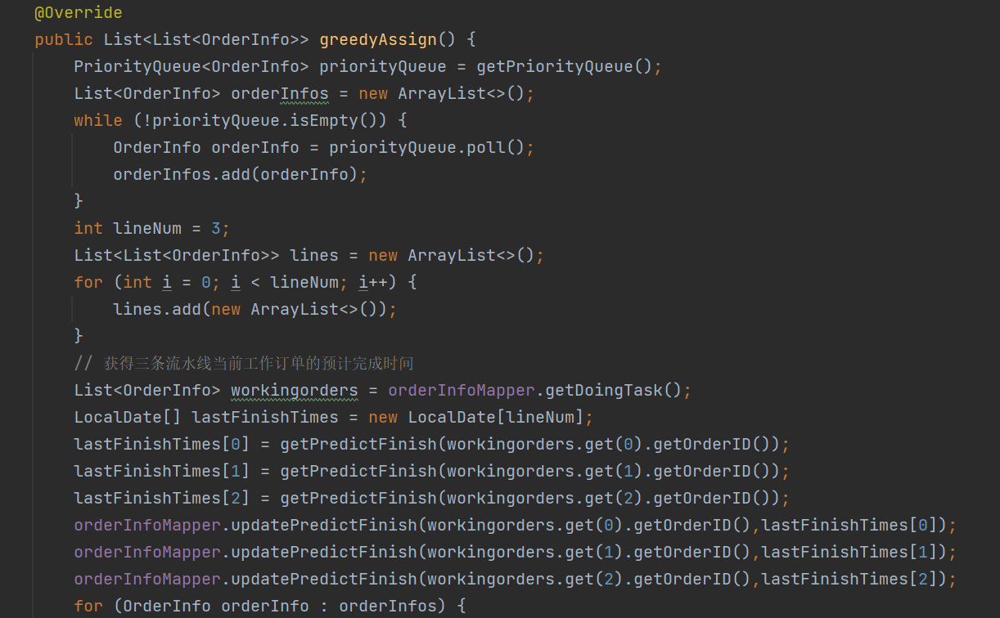 @Override
public List<List<OrderInfo>> greedyAssign() {
PriorityQueue<OrderInfo> priorityQueue = getPriorityQueue();
List<OrderInfo> orderInfos = new ArrayList<>();
while (!priorityQueue.isEmpty()) {
OrderInfo orderInfo = priorityQueue.poll();
orderInfos.add(orderInfo);
}
int lineNum = 3;
List<List<OrderInfo>> lines = new ArrayList<>();
for (int i = 0; i < lineNum; i++) {
lines.add(new ArrayList<>());
}
// 获得三条流水线当前工作订单的预计完成时间
List<OrderInfo> workingorders = orderInfoMapper.getDoingTask();
LocalDate[] lastFinishTimes = new LocalDate[lineNum];
lastFinishTimes[0] = getPredictFinish(workingorders.get(0).getOrderID());
lastFinishTimes[1] = getPredictFinish(workingorders.get(1).getOrderID());
lastFinishTimes[2] = getPredictFinish(workingorders.get(2).getOrderID());
orderInfoMapper.updatePredictFinish(workingorders.get(0).getOrderID(),lastFinishTimes[0]);
orderInfoMapper.updatePredictFinish(workingorders.get(1).getOrderID(),lastFinishTimes[1]);
orderInfoMapper.updatePredictFinish(workingorders.get(2).getOrderID(),lastFinishTimes[2]);
for (OrderInfo orderInfo : orderInfos) {